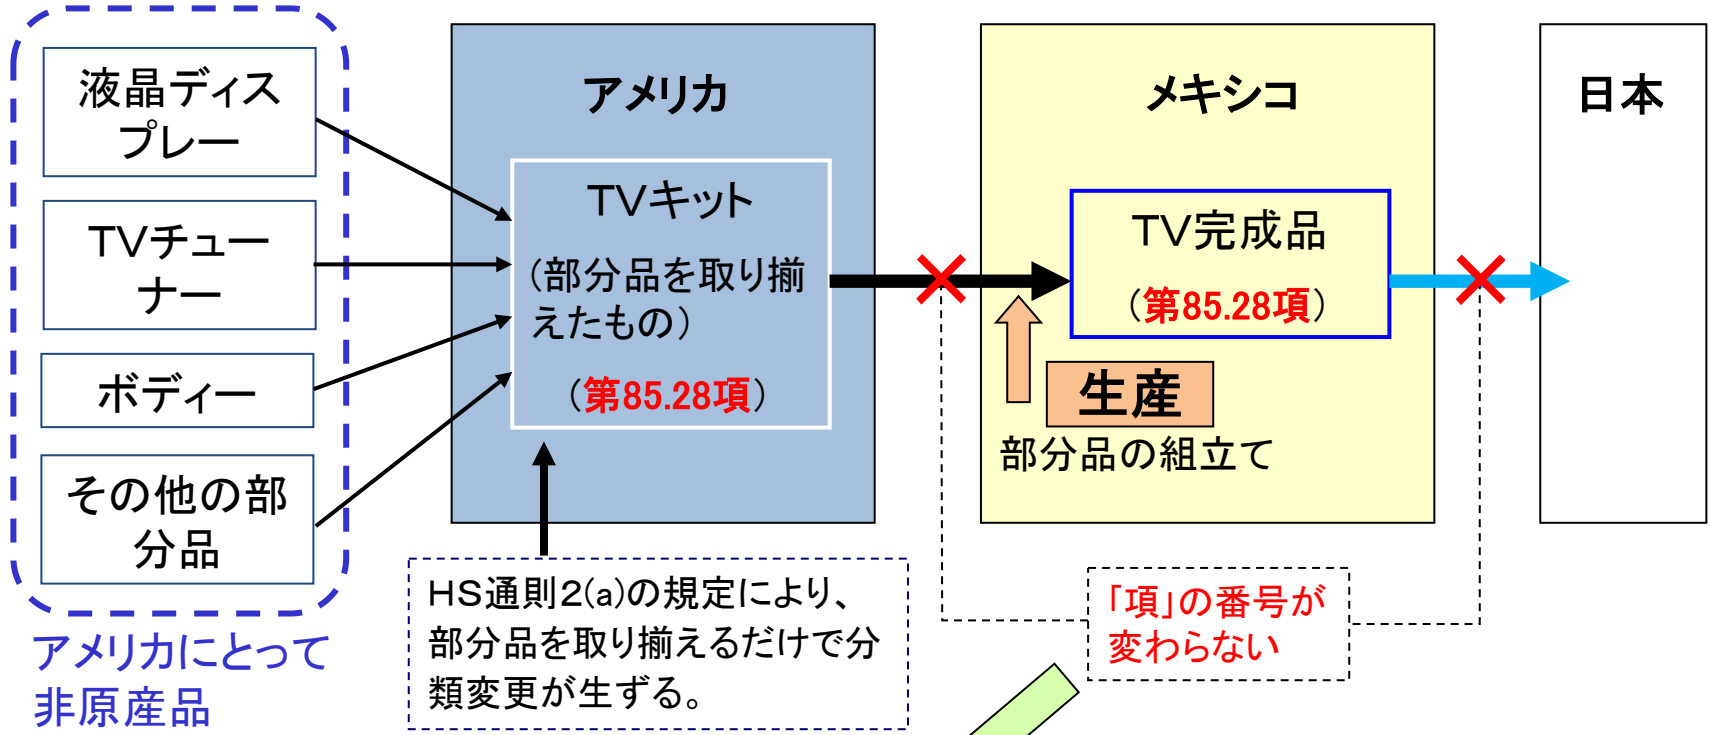 液晶ディス
プレー
TVチュー
ナー
ボディー
その他の部
分品
アメリカにとって
非原産品
アメリカ
TVキット
(部分品を取り揃
えたもの)
(第85.28項)
HS通則2(a)の規定により、
部分品を取り揃えるだけで分
類変更が生ずる。
メキシコ
TV完成品
(第85.28項)
生産
部分品の組立て
「項」の番号が
変わらない
日本